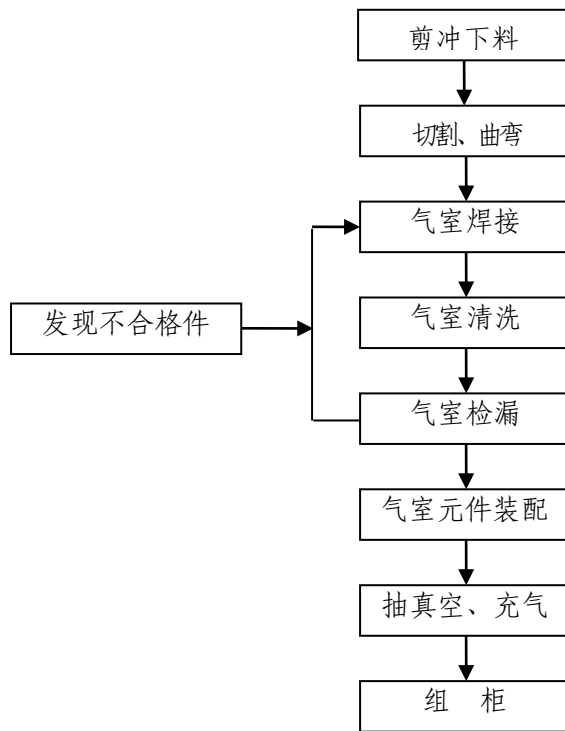 剪冲下料
切割、曲弯
气室焊接
发现不合格件
气室清洗
气室检漏
气室元件装配
抽真空、充气
组 柜